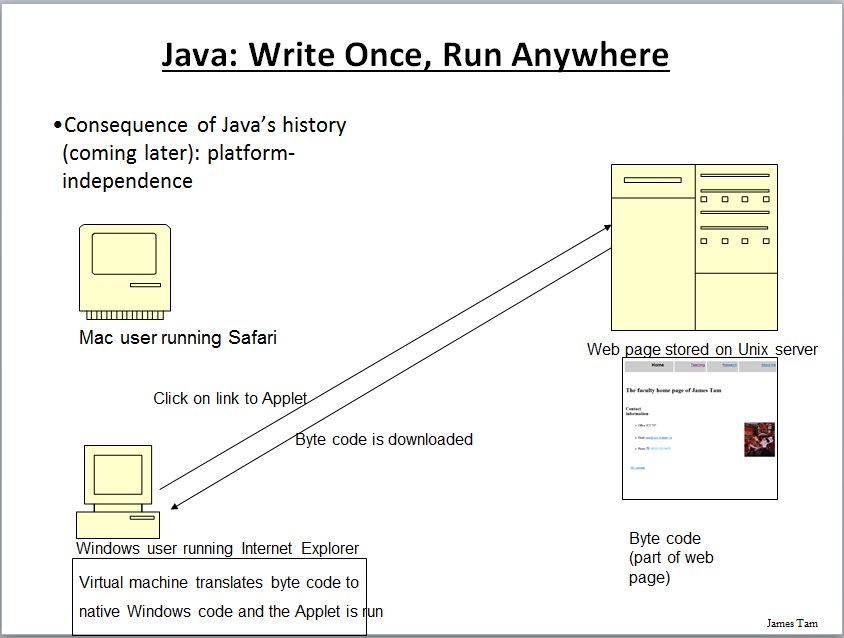 Java: Write Once, Run Anywhere
•Consequence of Java's history
(coming later): platform-
independence
Mac user running Safari
Web page stored on Unix server
Home
The faculty home page of James Tam
Contact
information
Click on link to Applet
Byte code is downloaded
Windows user running Internet Explorer
Virtual machine translates byte code to
native Windows code and the Applet is run
Byte code
(part of web
page)
James Tam